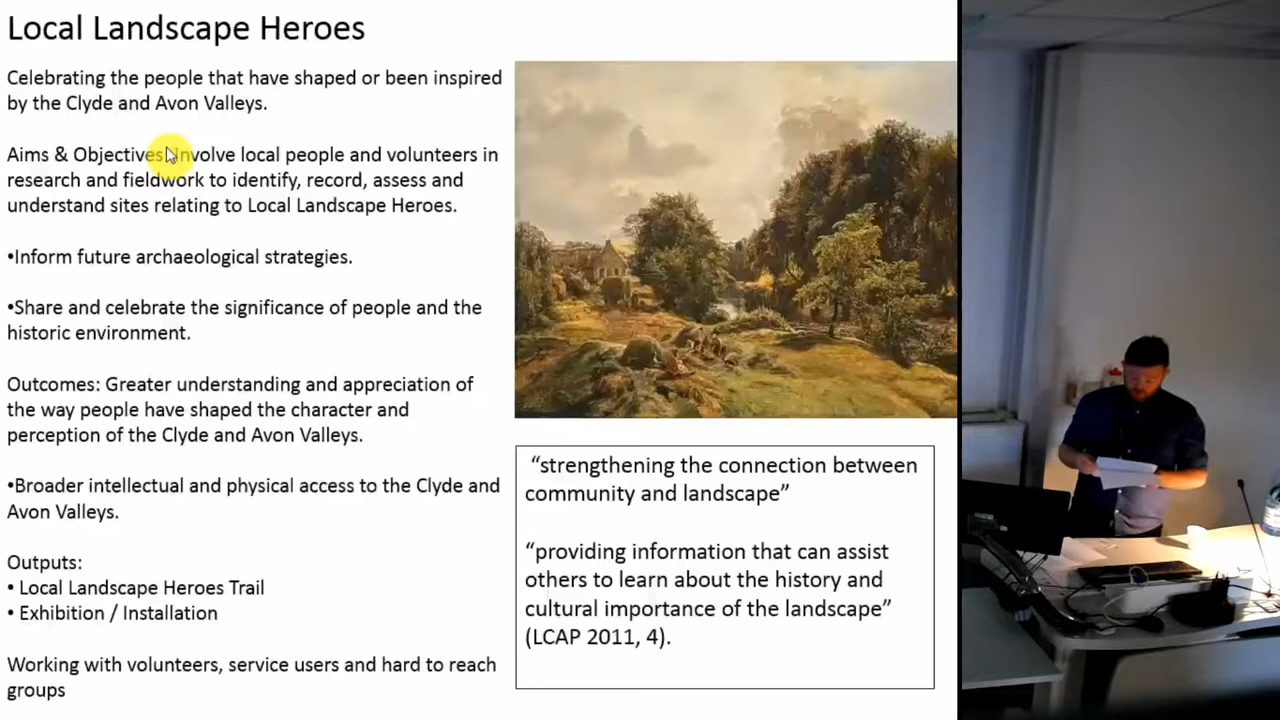 Local Landscape Heroes
Celebrating the people that have shaped or been inspired
by the Clyde and Avon Valleys.
Aims & Objectives: Involve local people and volunteers in
research and fieldwork to identify, record, assess and
understand sites relating to Local Landscape Heroes.
•Inform future archaeological strategies.
•Share and celebrate the significance of people and the
historic environment.
Outcomes: Greater understanding and appreciation of
the way people have shaped the character and
perception of the Clyde and Avon Valleys.
•Broader intellectual and physical access to the Clyde and
Avon Valleys.
Outputs:
• Local Landscape Heroes Trail
• Exhibition / Installation
Working with volunteers, service users and hard to reach
groups
“strengthening the connection between
community and landscape”
“providing information that can assist
others to learn about the history and
cultural importance of the landscape”
(LCAP 2011, 4).